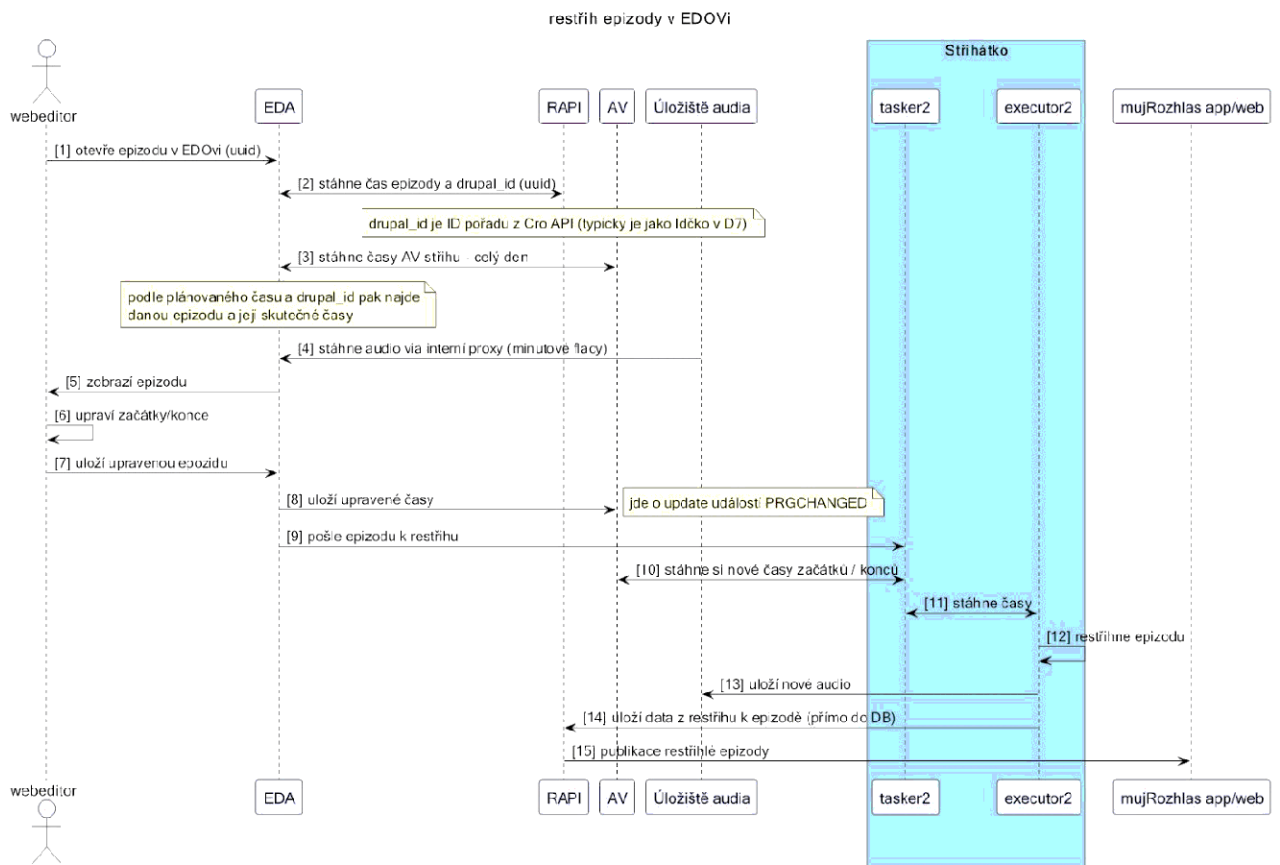 restřih epizody v EDOVi
Střihátko
webeditor
EDA
RAPI
AV
Úložiště audia
tasker2
executor2
mujRozhlas app/web
[1] otevře epizodu v EDOvi (uuid)
[2] stáhne čas epizody a drupal_id (uuid)
drupal_id je ID pořadu z Cro API (typicky je jako Idčko v D7)
[3] stáhne časy AV střihu - celý den
podle plánovaného času a drupal_id pak najde
danou epizodu a její skutečné časy
[4] stáhne audio via interní proxy (minutové flacy)
[5] zobrazí epizodu
[6] upraví začátky/konce
[7] uloží upravenou epozidu
[8] uloží upravené časy
jde o update událostí PRGCHANGED
[9] pošle epizodu k restřihu
[10] stáhne si nové časy začátků / konců
[11] stáhne časy
[12] restřihne epizodu
[13] uloží nové audio
[14] uloží data z restřihu k epizodě (přímo do DB)
[15] publikace restřihlé epizody
webeditor
EDA
RAPI
AV
Úložiště audia
tasker2
executor2
mujRozhlas app/web